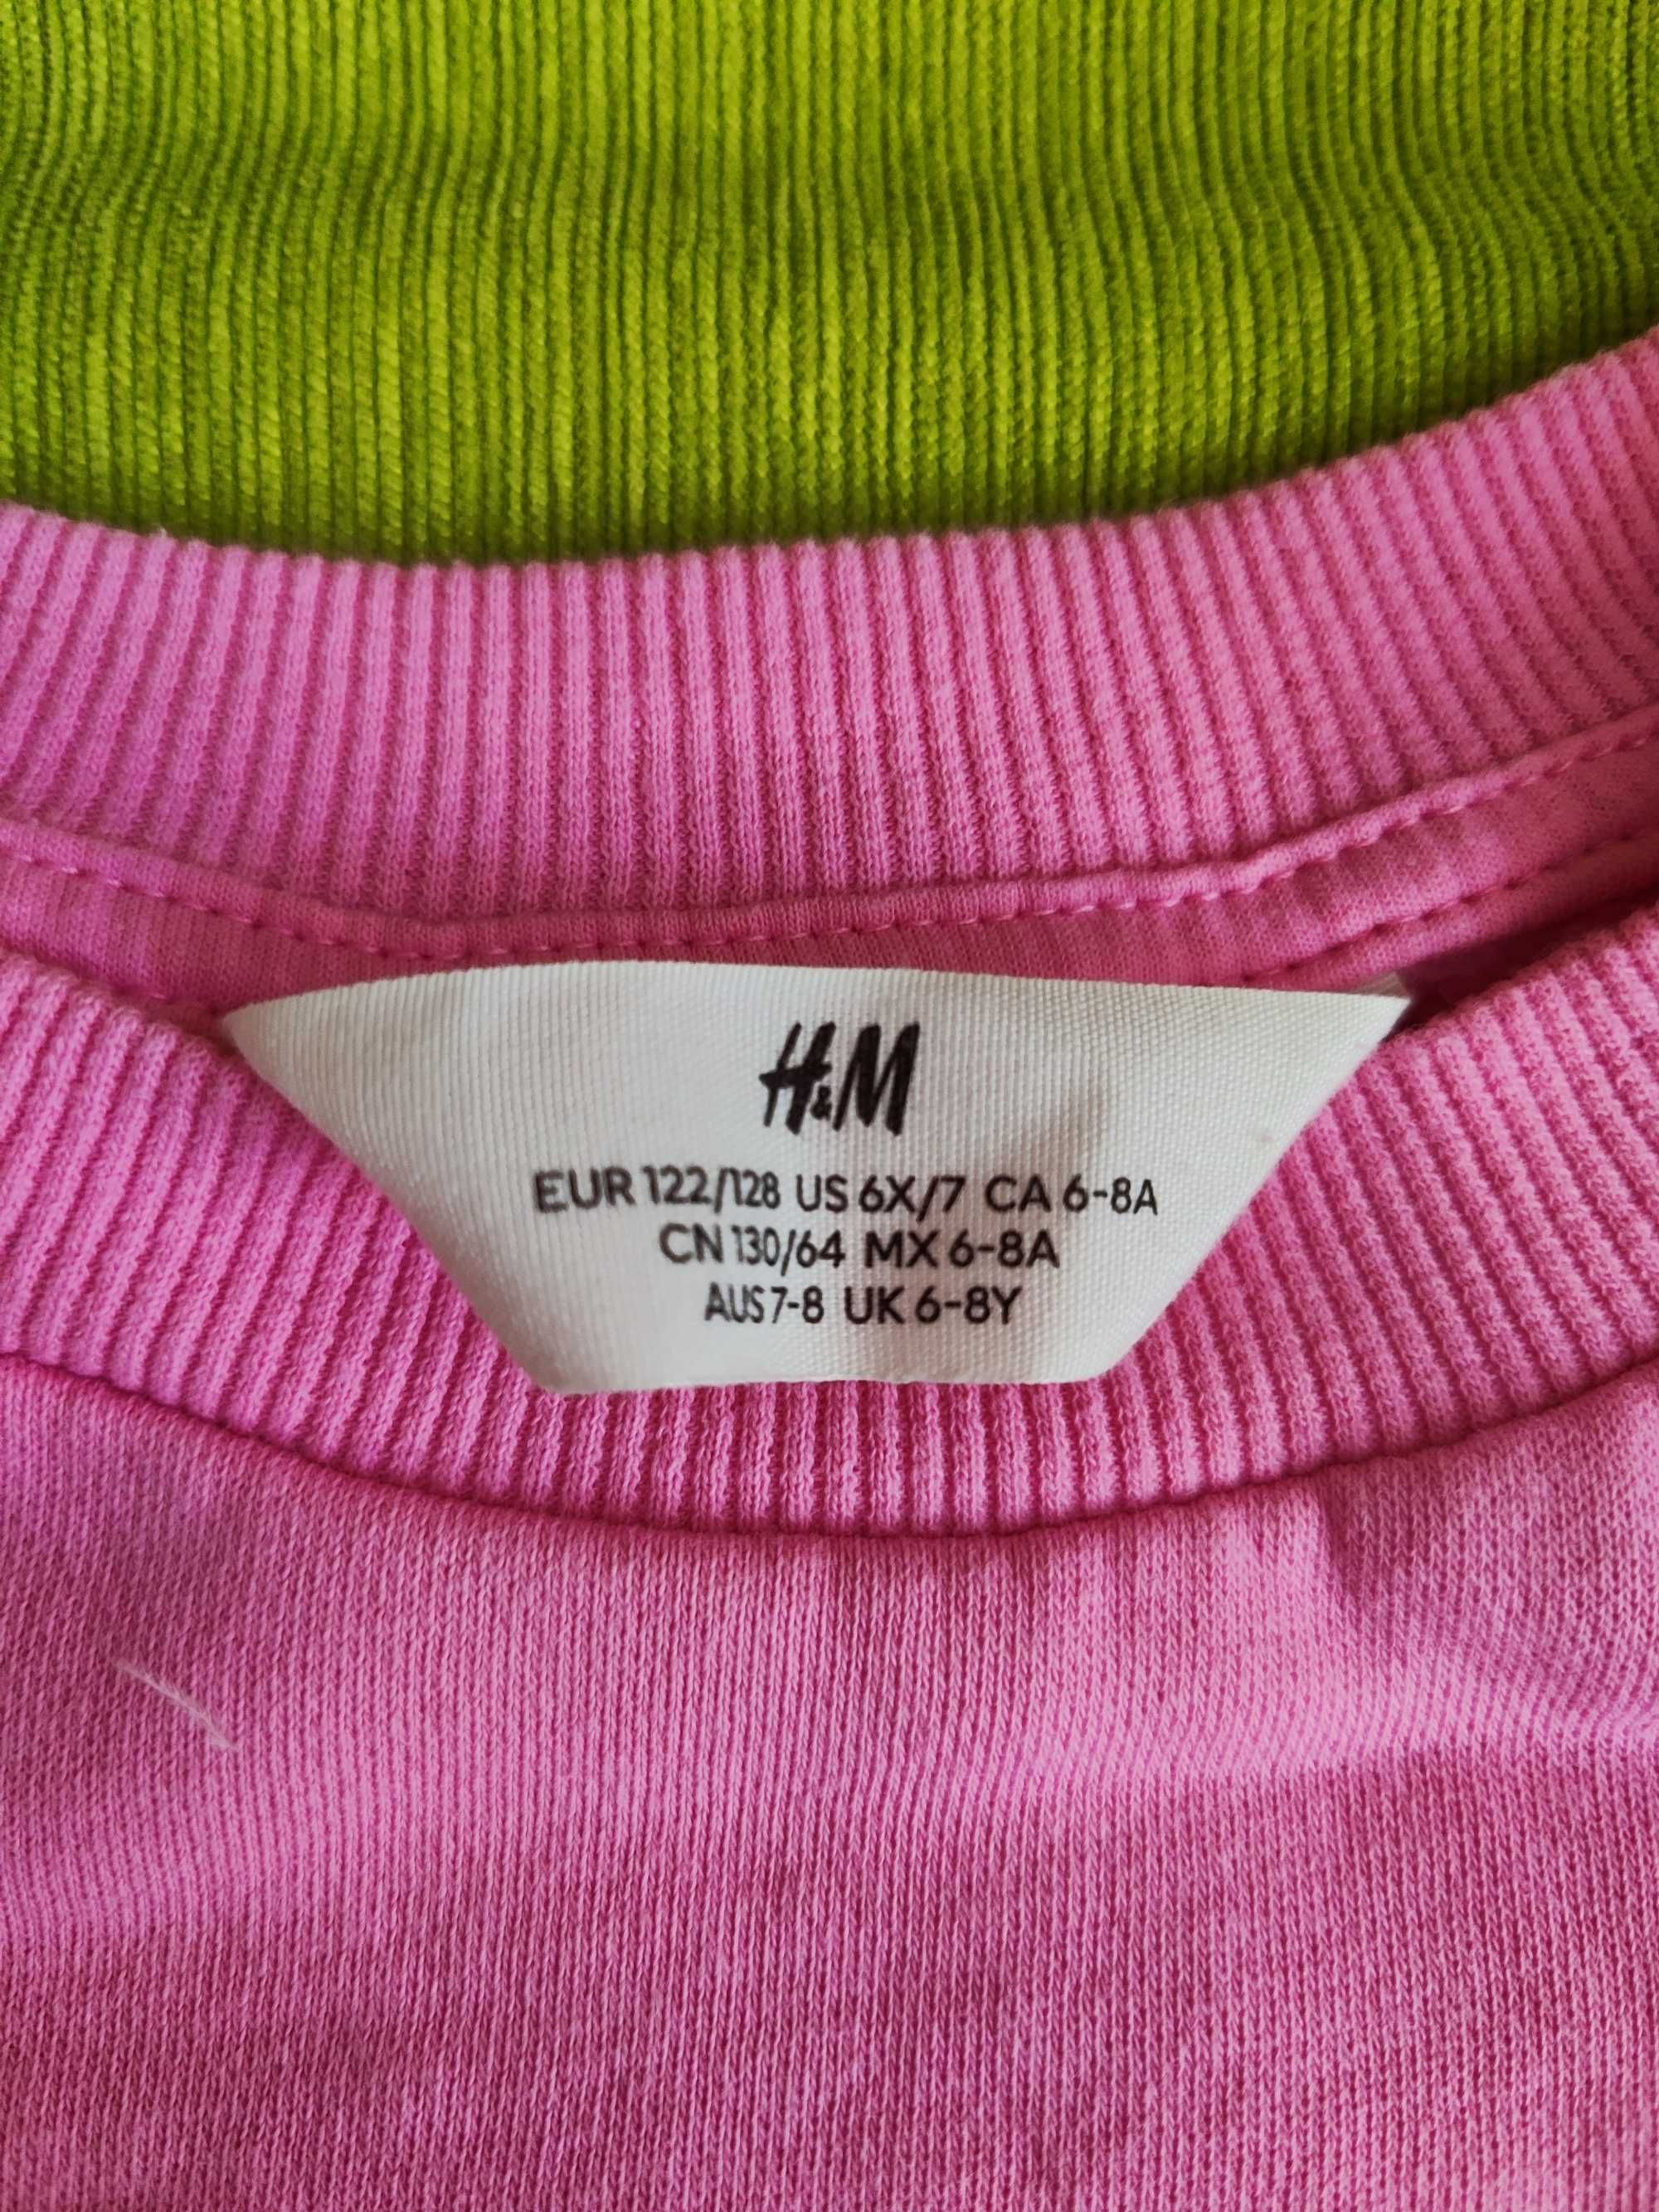 H&M
EUR 122/128 US 6X/7 CA 6-8A
CN 130/64 MX 6-8A
AUS 7-8 UK 6-8Y